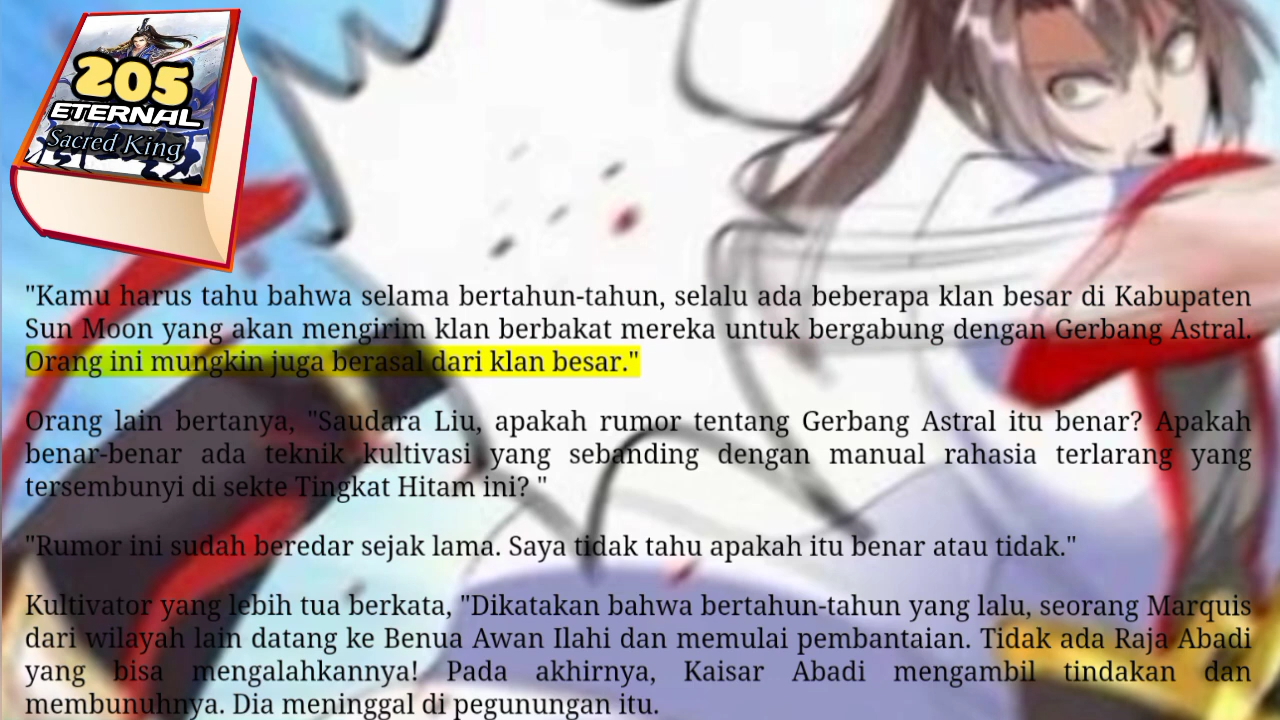 205
ETERNAL
Sacred King
"Kamu harus tahu bahwa selama bertahun-tahun, selalu ada beberapa klan besar di Kabupaten
Sun Moon yang akan mengirim klan berbakat mereka untuk bergabung dengan Gerbang Astral.
Orang ini mungkin juga berasal dari klan besar."
Orang lain bertanya, "Saudara Liu, apakah rumor tentang Gerbang Astral itu benar? Apakah
benar-benar ada teknik kultivasi yang sebanding dengan manual rahasia terlarang yang
tersembunyi di sekte Tingkat Hitam ini? "
"Rumor ini sudah beredar sejak lama. Saya tidak tahu apakah itu benar atau tidak."
Kultivator yang lebih tua berkata, "Dikatakan bahwa bertahun-tahun yang lalu, seorang Marquis
dari wilayah lain datang ke Benua Awan Ilahi dan memulai pembantaian. Tidak ada Raja Abadi
yang bisa mengalahkannya! Pada akhirnya, Kaisar Abadi mengambil tindakan dan
membunuhnya. Dia meninggal di pegunungan itu.